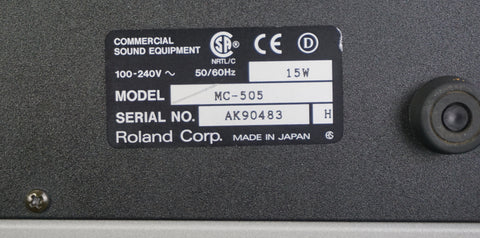 COMMERCIAL
SOUND EQUIPMENT
SA
NRTL/C
CE
D
100-240V ~ 50/60Hz 15W
MODEL MC-505
SERIAL NO. AK90483 H
Roland Corp. MADE IN JAPAN